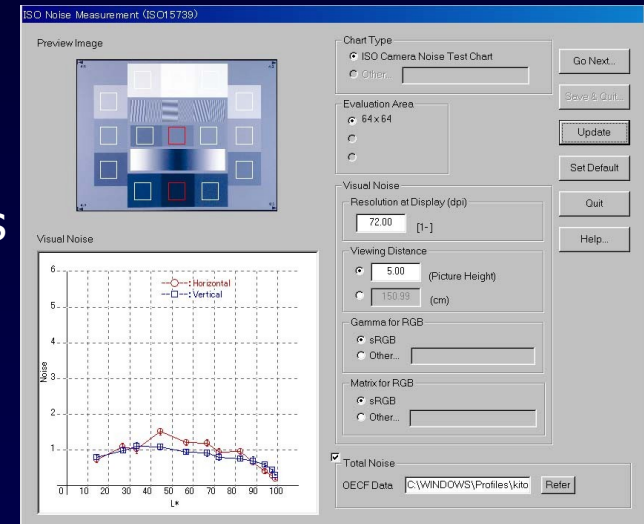 s
ISO Noise Measurement (ISO15739)
Preview Image
Chart Type
ISO Camera Noise Test Chart
Other...
Evaluation Area
64 x 64
Go Next...
Save & Quit...
Update
Set Default
Quit
Help...
Visual Noise
Resolution at Display (dpi)
72.00 [1-]
Viewing Distance
5.00 (Picture Height)
150.99 (cm)
Gamma for RGB
sRGB
Other...
Matrix for RGB
sRGB
Other...
Total Noise
OECF Data C:\WINDOWS\Profiles\kito Refer
Visual Noise
--: Horizontal
--: Vertical
6
5
4
3
2
1
Noise
0 10 20 30 40 50 60 70 80 90 100
L*